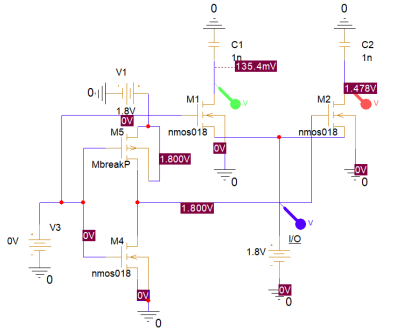 C1
1n
C2
1n
135.4mV
V1
1.8V
0
M1
V
1.478V
M2
V
0V
M5
nmos018
nmos018
MbreakP
0V
0V
1.800V
0
0
1.800V
V
V3
0V
0V
M4
nmos018
I/O
1.8V
0
0V
0V
0
0